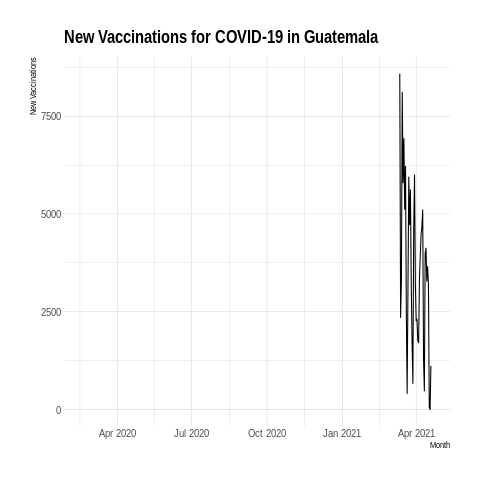 New Vaccinations for COVID-19 in Guatemala
New Vaccinations
7500
5000
2500
0
Apr 2020 Jul 2020 Oct 2020 Jan 2021 Apr 2021
Month